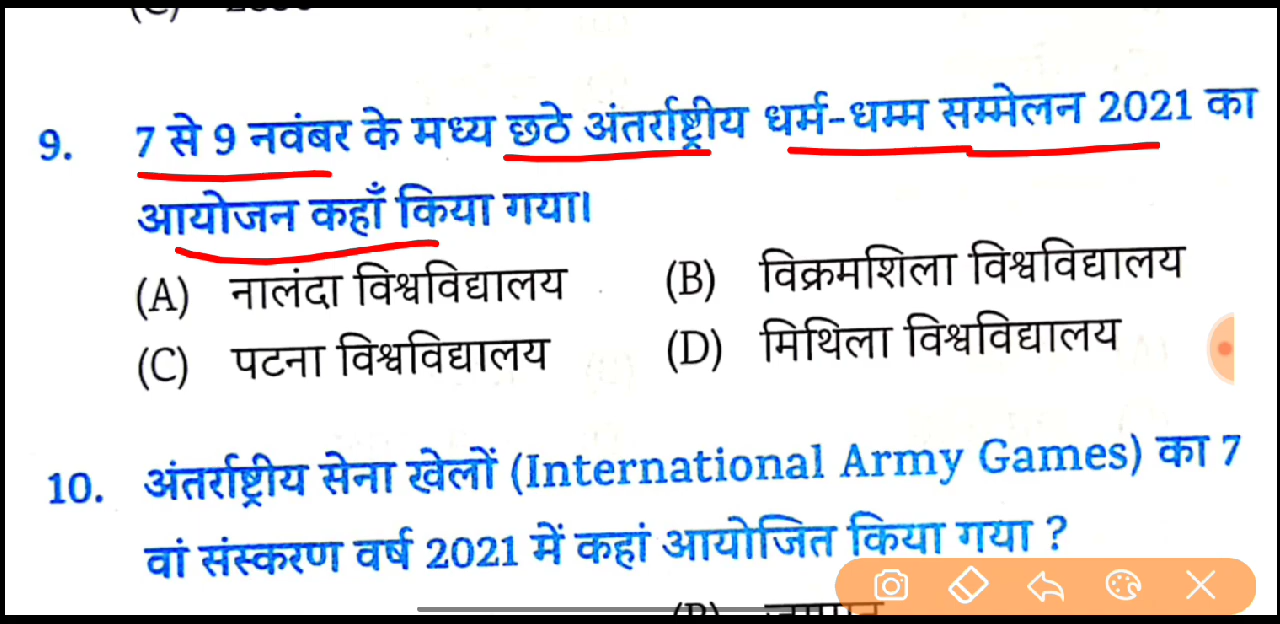 9. 7 से 9 नवंबर के मध्य छठे अंतर्राष्ट्रीय धर्म-धम्म सम्मेलन 2021 का
आयोजन कहाँ किया गया।
(A) नालंदा विश्वविद्यालय (B) विक्रमशिला विश्वविद्यालय
(C) पटना विश्वविद्यालय (D) मिथिला विश्वविद्यालय
10. अंतर्राष्ट्रीय सेना खेलों (International Army Games) का 7
वां संस्करण वर्ष 2021 में कहां आयोजित किया गया ?